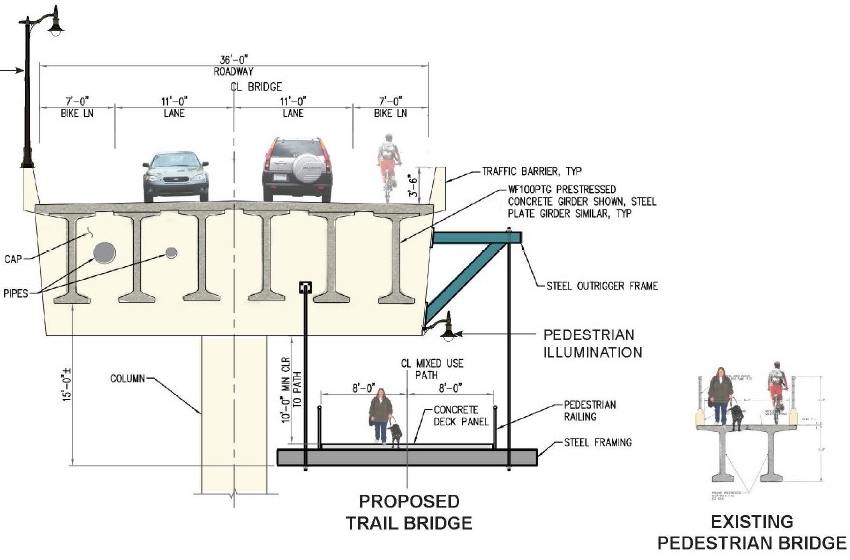 36'-0"
ROADWAY
CL BRIDGE
7'-0"
BIKE LN
11'-0"
LANE
11'-0"
LANE
7'-0"
BIKE LN
3'-6"
TRAFFIC BARRIER, TYP
WF100PTG PRESTRESSED
CONCRETE GIRDER SHOWN, STEEL
PLATE GIRDER SIMILAR, TYP
CAP
PIPES
STEEL OUTRIGGER FRAME
PEDESTRIAN
ILLUMINATION
15'-0"±
COLUMN
10'-0" MIN CLR
TO PATH
CL MIXED USE
PATH
8'-0"
8'-0"
CONCRETE
DECK PANEL
PEDESTRIAN
RAILING
STEEL FRAMING
PROPOSED
TRAIL BRIDGE
EXISTING
PEDESTRIAN BRIDGE